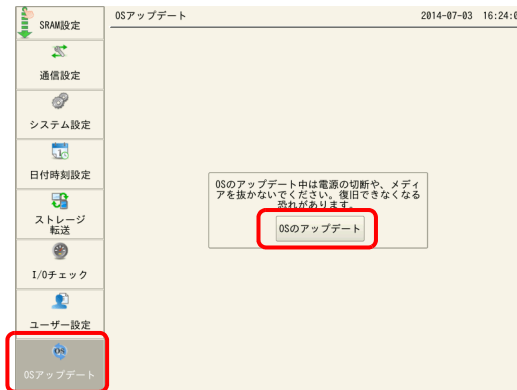 SRAM設定
OSアップデート
2014-07-03 16:24:0
通信設定
システム設定
日付時刻設定
ストレージ
転送
I/Oチェック
ユーザー設定
OS
OSアップデート
OSのアップデート中は電源の切断や、メディ
アを抜かないでください。復旧できなくなる
恐れがあります。
OSのアップデート